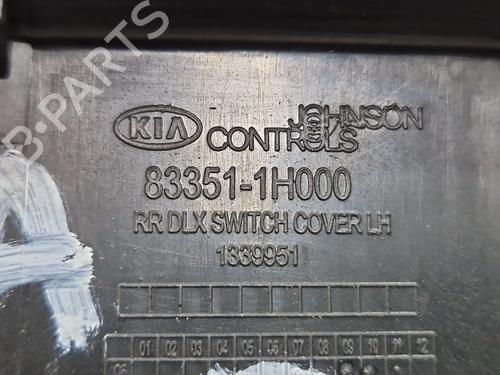 B-PARTS
KIA
JOHNSON
CONTROLS
83351-1H000
RR DLX SWITCH COVER LH
1339951
01 02 03 04 05 06 07 08 09 10 11 12
06